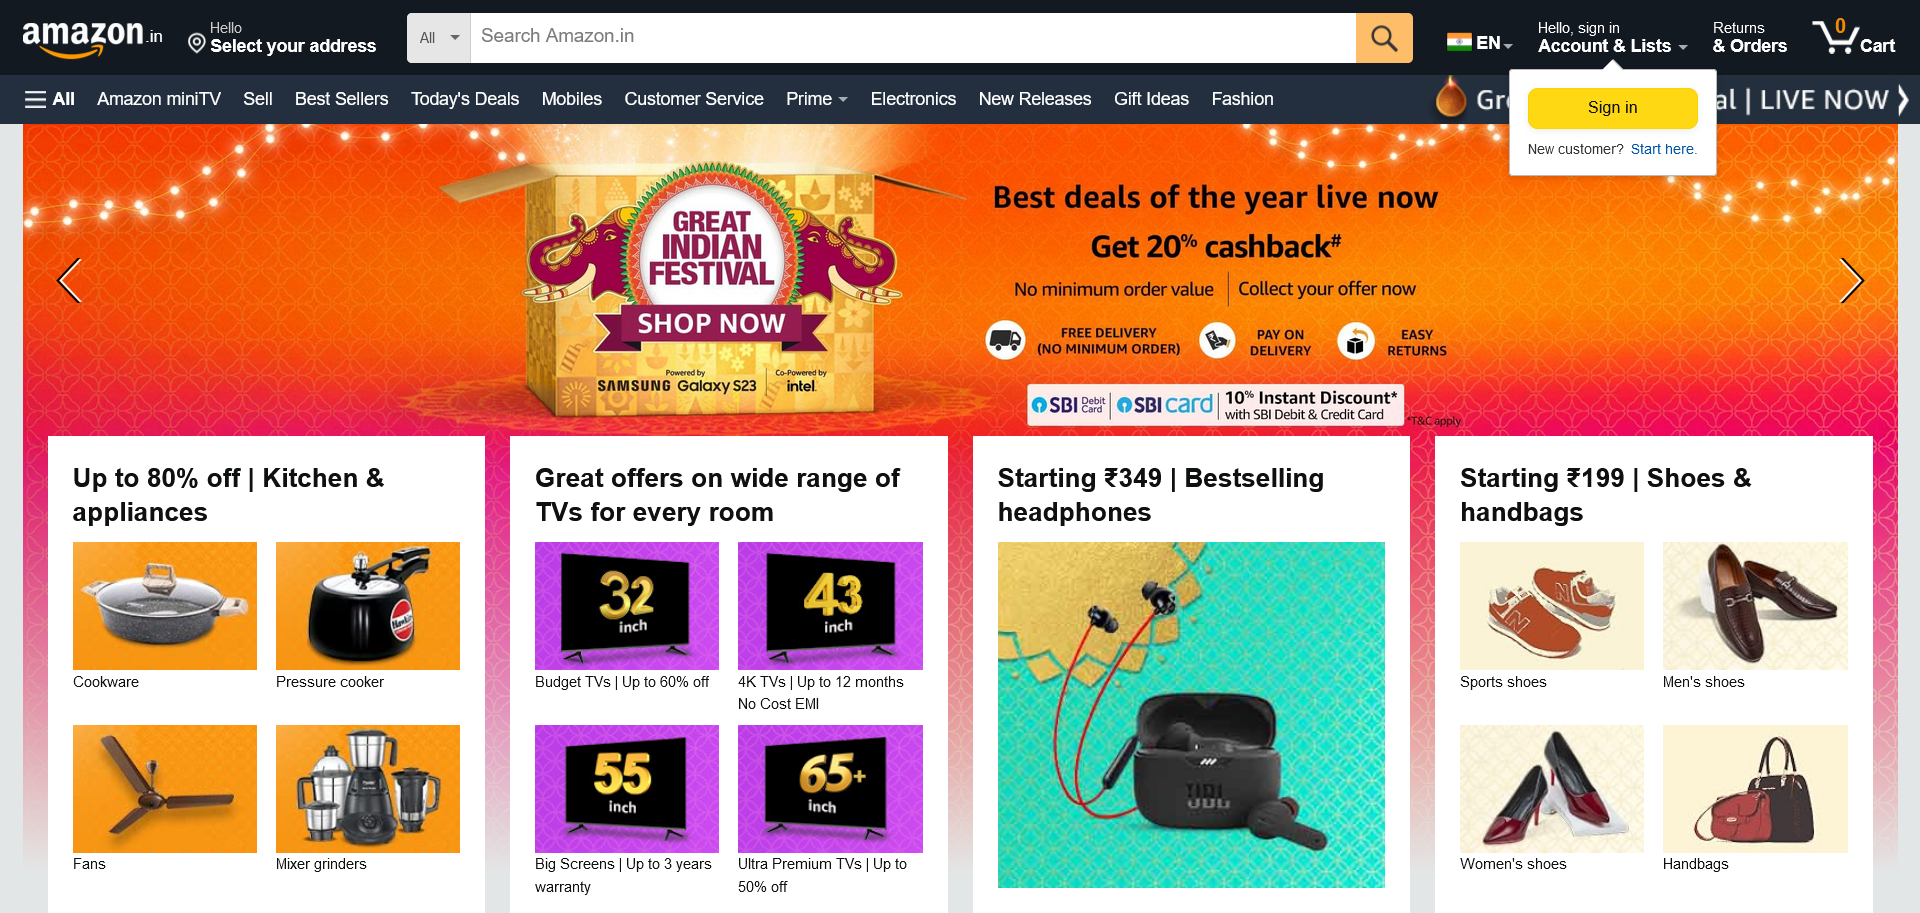 amazon.in
Hello
Select your address
All
Search Amazon.in
EN
Hello, sign in
Account & Lists
Returns
& Orders
0
Cart
All
Amazon miniTV
Sell
Best Sellers
Today's Deals
Mobiles
Customer Service
Prime
Electronics
New Releases
Gift Ideas
Fashion
Gr
al | LIVE NOW
Sign in
New customer? Start here.
GREAT
INDIAN
FESTIVAL
SHOP NOW
Powered by
SAMSUNG Galaxy S23
Co-Powered by
intel.
Best deals of the year live now
Get 20% cashback#
No minimum order value | Collect your offer now
FREE DELIVERY
(NO MINIMUM ORDER)
PAY ON
DELIVERY
EASY
RETURNS
SBI Debit Card
SBI card
10% Instant Discount*
with SBI Debit & Credit Card
*T&C apply
Up to 80% off | Kitchen &
appliances
Hawkins
Cookware
Pressure cooker
Fans
Mixer grinders
Great offers on wide range of
TVs for every room
32
inch
43
inch
Budget TVs | Up to 60% off
4K TVs | Up to 12 months
No Cost EMI
55
inch
65+
inch
Big Screens | Up to 3 years
warranty
Ultra Premium TVs | Up to
50% off
Starting ₹349 | Bestselling
headphones
JBL
Starting ₹199 | Shoes &
handbags
N
Sports shoes
Men's shoes
Women's shoes
Handbags